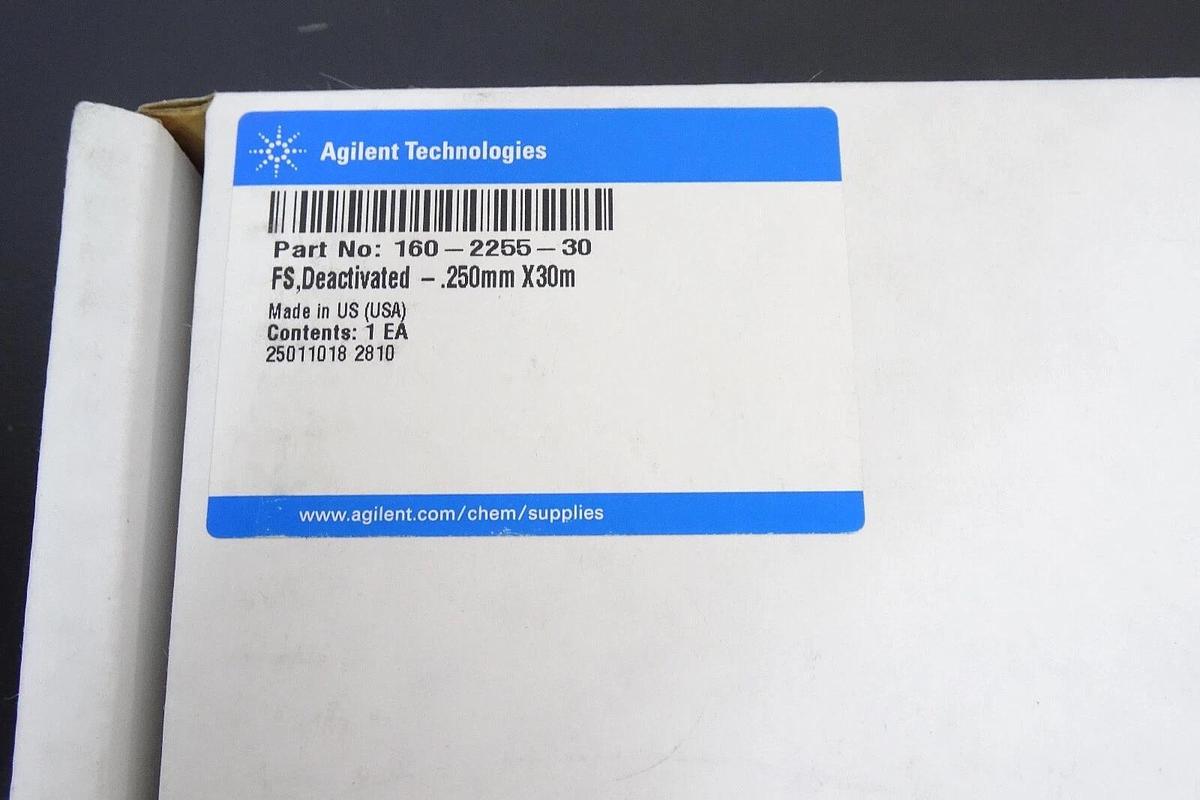 Agilent Technologies
Part No: 160-2255-30
FS,Deactivated -.250mm X30m
Made in US (USA)
Contents: 1 EA
25011018 2810
www.agilent.com/chem/supplies